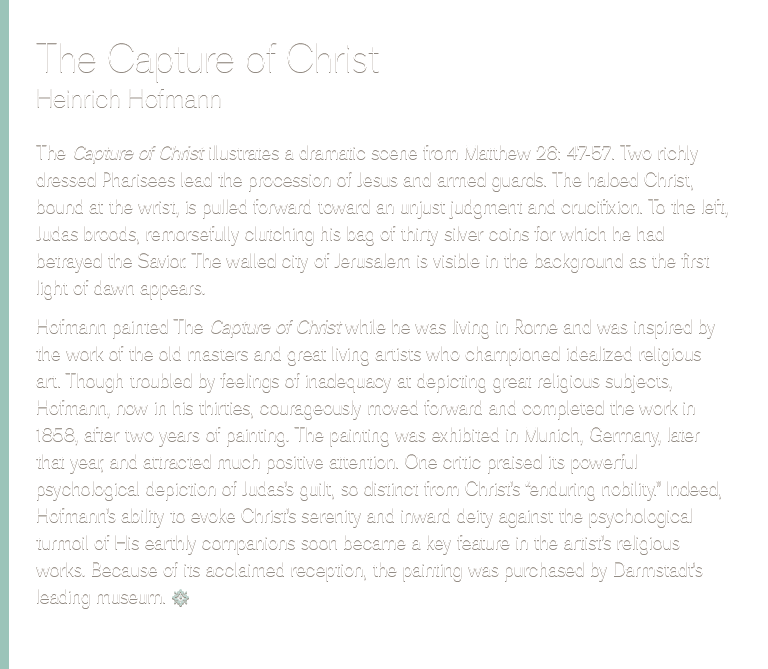 The Capture of Christ
Heinrich Hofmann
The Capture of Christ illustrates a dramatic scene from Matthew 26: 47-57. Two richly
dressed Pharisees lead the procession of Jesus and armed guards. The haloed Christ,
bound at the wrist, is pulled forward toward an unjust judgment and crucifixion. To the left,
Judas broods, remorsefully clutching his bag of thirty silver coins for which he had
betrayed the Savior. The walled city of Jerusalem is visible in the background as the first
light of dawn appears.
Hofmann painted The Capture of Christ while he was living in Rome and was inspired by
the work of the old masters and great living artists who championed idealized religious
art. Though troubled by feelings of inadequacy at depicting great religious subjects,
Hofmann, now in his thirties, courageously moved forward and completed the work in
1858, after two years of painting. The painting was exhibited in Munich, Germany, later
that year, and attracted much positive attention. One critic praised its powerful
psychological depiction of Judas's guilt, so distinct from Christ's “enduring nobility.” Indeed,
Hofmann's ability to evoke Christ's serenity and inward deity against the psychological
turmoil of His earthly companions soon became a key feature in the artist's religious
works. Because of its acclaimed reception, the painting was purchased by Darmstadt's
leading museum.